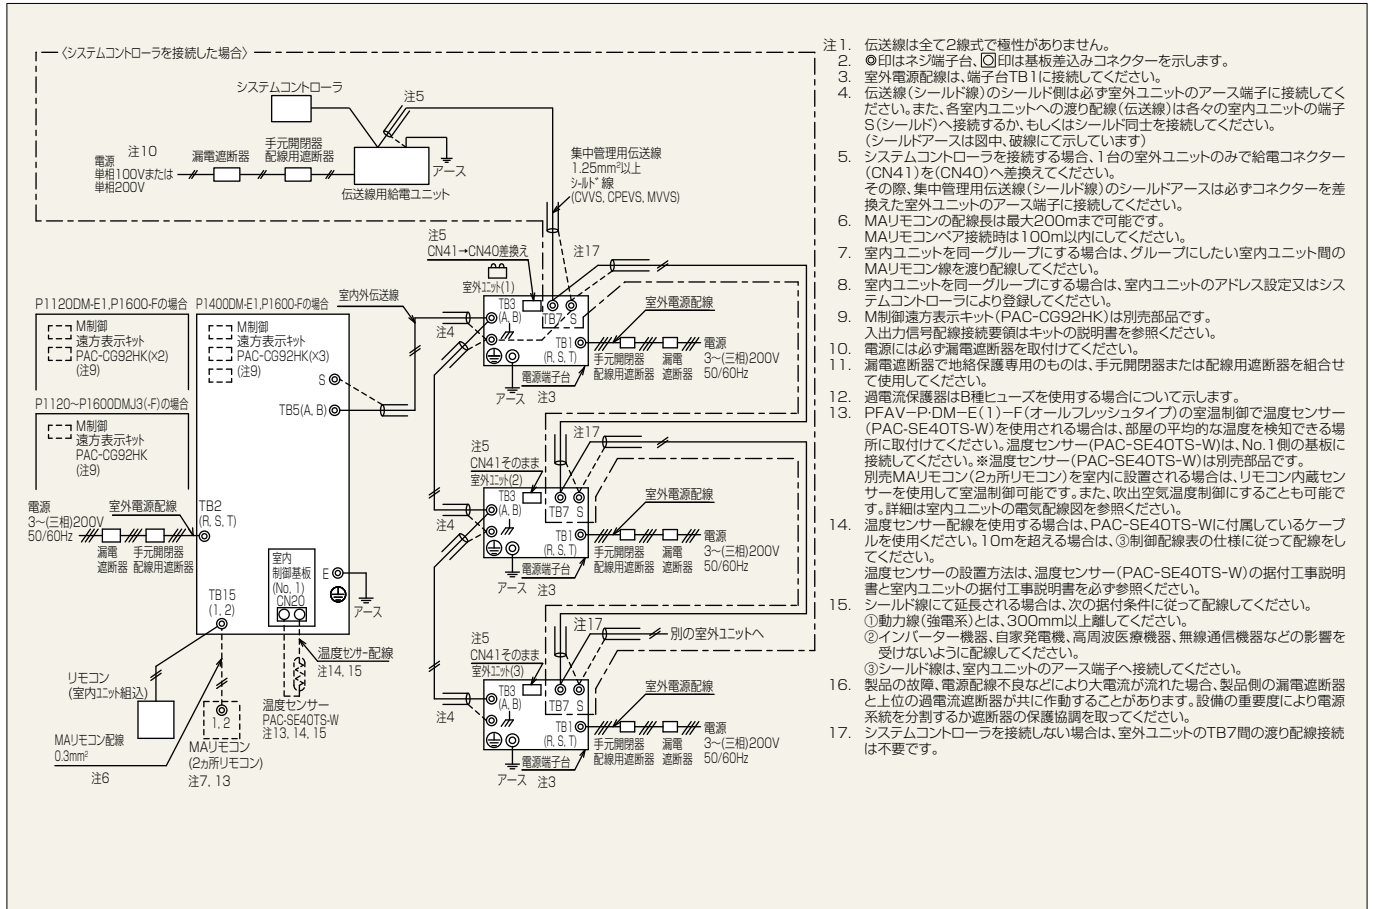 〈システムコントローラを接続した場合〉
システムコントローラ
注5
注10
電源
単相100Vまたは
単相200V
漏電遮断器
手元開閉器
配線用遮断器
アース
伝送線用給電ユニット
集中管理用伝送線
1.25mm²以上
シールド線
(CVVS, CPEVS, MVVS)
注5
CN41→CN40差換え
注17
室外ユニット(1)
室内外伝送線
TB3
(A, B)
TB7 S
室外電源配線
注4
TB1
(R, S, T)
手元開閉器
配線用遮断器
漏電
遮断器
電源
3~(三相)200V
50/60Hz
電源端子台
アース
注3
P1120DM-E1,P1600-Fの場合
M制御
遠方表示キット
PAC-CG92HK(×2)
(注9)
P1400DM-E1,P1600-Fの場合
M制御
遠方表示キット
PAC-CG92HK(×3)
(注9)
S
TB5(A, B)
P1120~P1600DMJ3(-F)の場合
M制御
遠方表示キット
PAC-CG92HK
(注9)
電源
3~(三相)200V
50/60Hz
室外電源配線
漏電
遮断器
手元開閉器
配線用遮断器
TB2
(R, S, T)
室内
制御基板
(No, 1)
CN20
E
アース
TB15
(1, 2)
温度センサー配線
注14, 15
リモコン
(室内ユニット組込)
1, 2
温度センサー
PAC-SE40TS-W
注13, 14, 15
MAリモコン配線
0.3mm²
注6
MAリモコン
(2ヵ所リモコン)
注7, 13
注5
CN41そのまま
室外ユニット(2)
注17
TB3
(A, B)
TB7 S
室外電源配線
注4
TB1
(R, S, T)
手元開閉器
配線用遮断器
漏電
遮断器
電源
3~(三相)200V
50/60Hz
電源端子台
アース
注3
注5
CN41そのまま
室外ユニット(3)
注17
別の室外ユニットへ
TB3
(A, B)
TB7 S
室外電源配線
注4
TB1
(R, S, T)
手元開閉器
配線用遮断器
漏電
遮断器
電源
3~(三相)200V
50/60Hz
電源端子台
アース
注3
注1. 伝送線は全て2線式で極性がありません。
2. ◎印はネジ端子台、回印は基板差込みコネクターを示します。
3. 室外電源配線は、端子台TB1に接続してください。
4. 伝送線(シールド線)のシールド側は必ず室外ユニットのアース端子に接続してく
ださい。また、各室内ユニットへの渡り配線(伝送線)は各々の室内ユニットの端子
S(シールド)へ接続するか、もしくはシールド同士を接続してください。
(シールドアースは図中、破線にて示しています)
5. システムコントローラを接続する場合、1台の室外ユニットのみで給電コネクター
(CN41)を(CN40)へ差換えてください。
その際、集中管理用伝送線(シールド線)のシールドアースは必ずコネクターを差
換えた室外ユニットのアース端子に接続してください。
6. MAリモコンの配線長は最大200mまで可能です。
MAリモコンペア接続時は100m以内にしてください。
7. 室内ユニットを同一グループにする場合は、グループにしたい室内ユニット間の
MAリモコン線を渡り配線してください。
8. 室内ユニットを同一グループにする場合は、室内ユニットのアドレス設定又はシス
テムコントローラにより登録してください。
9. M制御遠方表示キット(PAC-CG92HK)は別売部品です。
入出力信号配線接続要領はキットの説明書を参照ください。
10. 電源には必ず漏電遮断器を取付けてください。
11. 漏電遮断器で地絡保護専用のものは、手元開閉器または配線用遮断器を組合せ
て使用してください。
12. 過電流保護器はB種ヒューズを使用する場合について示します。
13. PFAV-P・DM-E(1)-F(オールフレッシュタイプ)の室温制御で温度センサー
(PAC-SE40TS-W)を使用される場合は、部屋の平均的な温度を検知できる場
所に取付けてください。温度センサー(PAC-SE40TS-W)は、No.1側の基板に
接続してください。※温度センサー(PAC-SE40TS-W)は別売部品です。
別売MAリモコン(2ヵ所リモコン)を室内に設置される場合は、リモコン内蔵セン
サーを使用して室温制御可能です。また、吹出空気温度制御にすることも可能で
す。詳細は室内ユニットの電気配線図を参照ください。
14. 温度センサー配線を使用する場合は、PAC-SE40TS-Wに付属しているケーブ
ルを使用ください。10mを超える場合は、③制御配線表の仕様に従って配線をし
てください。
温度センサーの設置方法は、温度センサー(PAC-SE40TS-W)の据付工事説明
書と室内ユニットの据付工事説明書を必ず参照ください。
15. シールド線にて延長される場合は、次の据付条件に従って配線してください。
①動力線(強電系)とは、300mm以上離してください。
②インバーター機器、自家発電機、高周波医療機器、無線通信機器などの影響を
受けないように配線してください。
③シールド線は、室内ユニットのアース端子へ接続してください。
16. 製品の故障、電源配線不良などにより大電流が流れた場合、製品側の漏電遮断器
と上位の過電流遮断器が共に作動することがあります。設備の重要度により電源
系統を分割するか遮断器の保護協調を取ってください。
17. システムコントローラを接続しない場合は、室外ユニットのTB7間の渡り配線接続
は不要です。